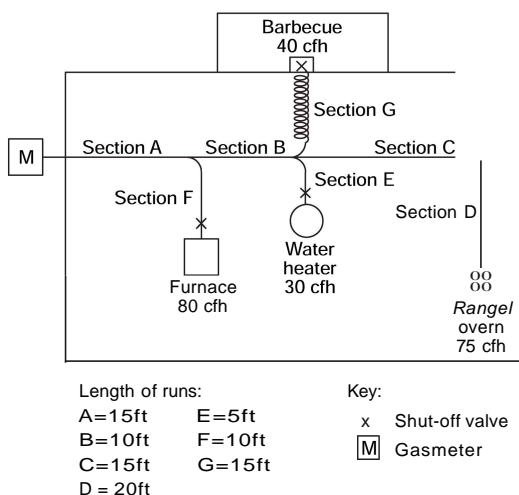 Barbecue
40 cfh
Section G
M
Section A
Section B
Section C
Section E
Section F
Section D
Water
heater
30 cfh
Furnace
80 cfh
Rangel
overn
75 cfh
Length of runs:
A=15ft E=5ft
B=10ft F=10ft
C=15ft G=15ft
D = 20ft
Key:
x Shut-off valve
M Gasmeter